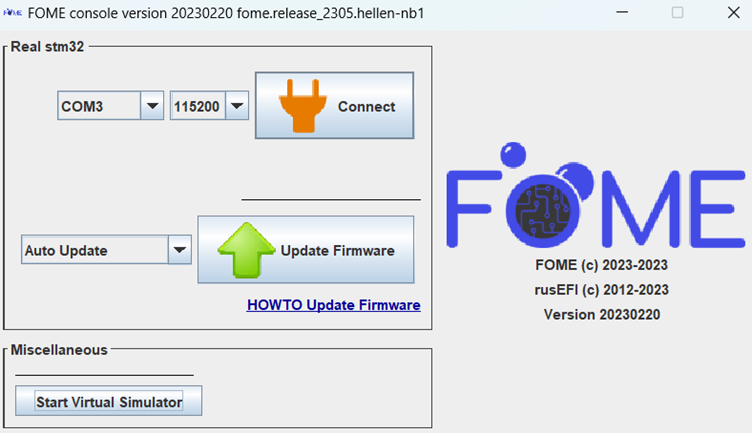 FOME console version 20230220 fome.release_2305.hellen-nb1
Real stm32
COM3
115200
Connect
Auto Update
Update Firmware
HOWTO Update Firmware
Miscellaneous
Start Virtual Simulator
FOME
FOME (c) 2023-2023
rusEFI (c) 2012-2023
Version 20230220